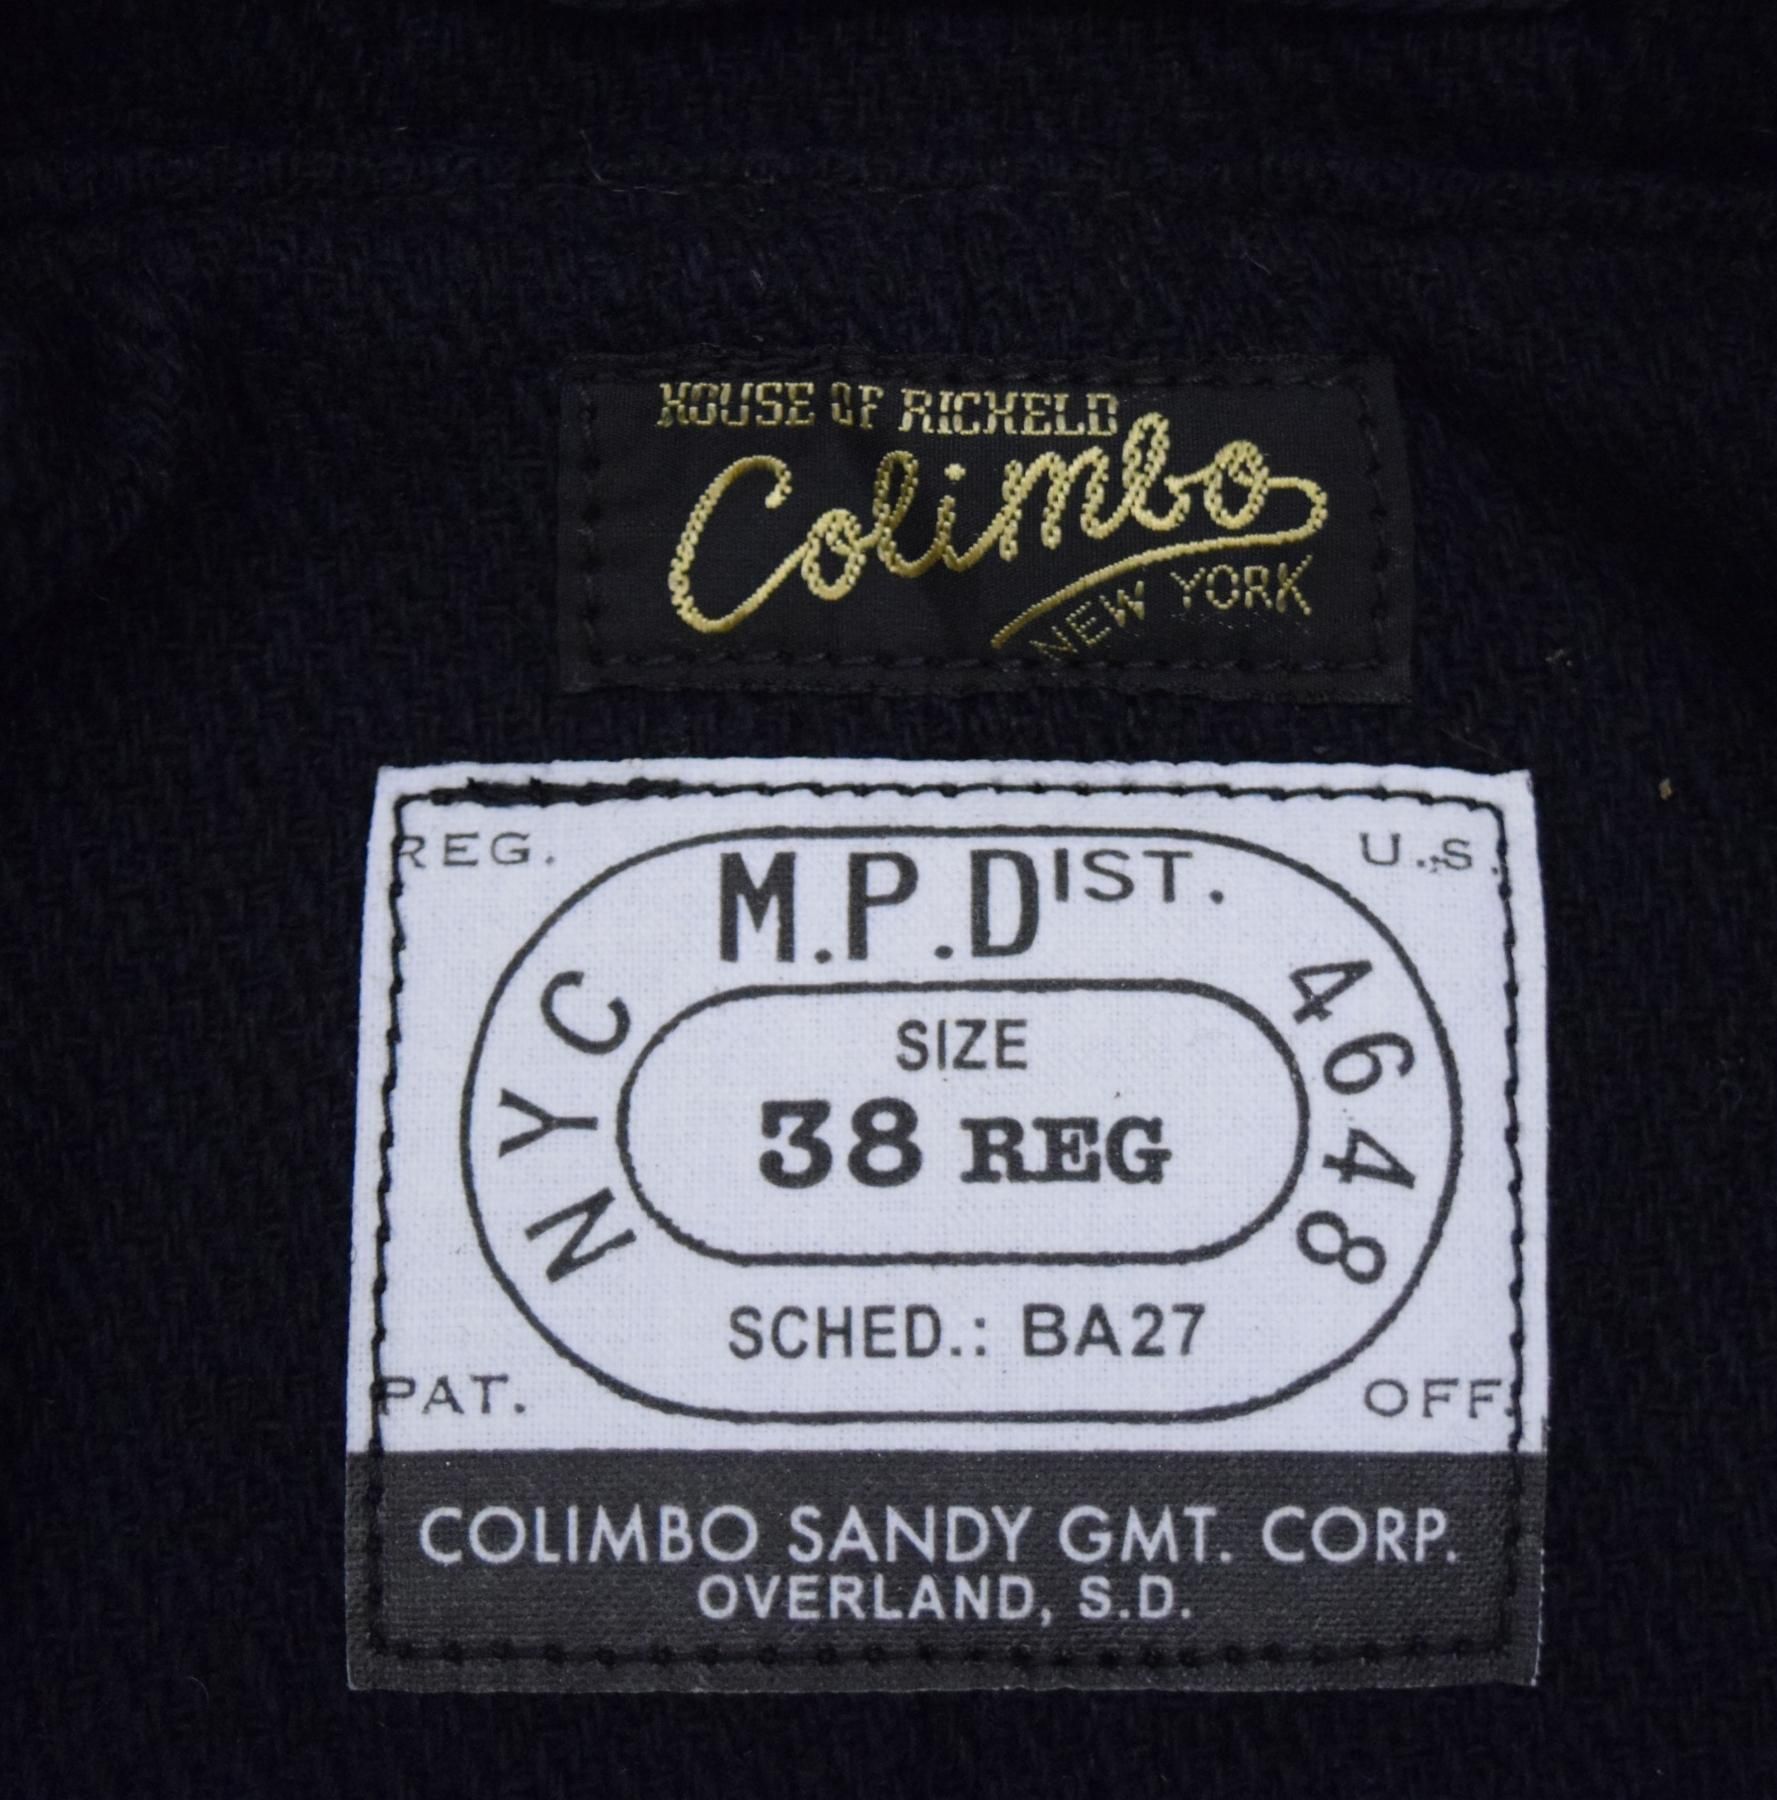 HOUSE OF RICHELD
Colimbo
NEW YORK
REG. U.S.
M.P.DIST.
NYC
4648
SIZE
38 REG
SCHED.: BA27
PAT. OFF.
COLIMBO SANDY GMT. CORP.
OVERLAND, S.D.